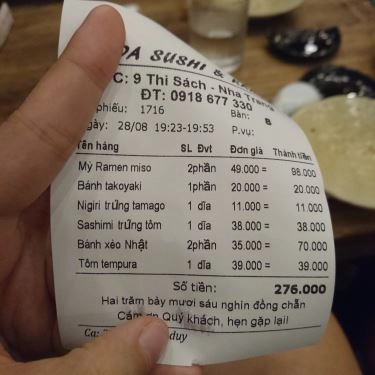 SUSHI &
C: 9 Thi Sách - Nha Trang
ĐT: 0918 677 330
phiếu: 1716 Bàn: 8
gày: 28/08 19:23-19:53 P.vụ:
Tên hàng SL Đvt Đơn giá Thành tiền
Mỳ Ramen miso 2phần 49.000 = 98.000
Bánh takoyaki 1phần 20.000 = 20.000
Nigiri trứng tamago 1 dĩa 11.000 = 11.000
Sashimi trứng tôm 1 dĩa 38.000 = 38.000
Bánh xèo Nhật 2phần 35.000 = 70.000
Tôm tempura 1 dĩa 39.000 = 39.000
Số tiền: 276.000
Hai trăm bảy mươi sáu nghìn đồng chẵn
Cảm ơn Quý khách, hẹn gặp lại!
Ca: duy